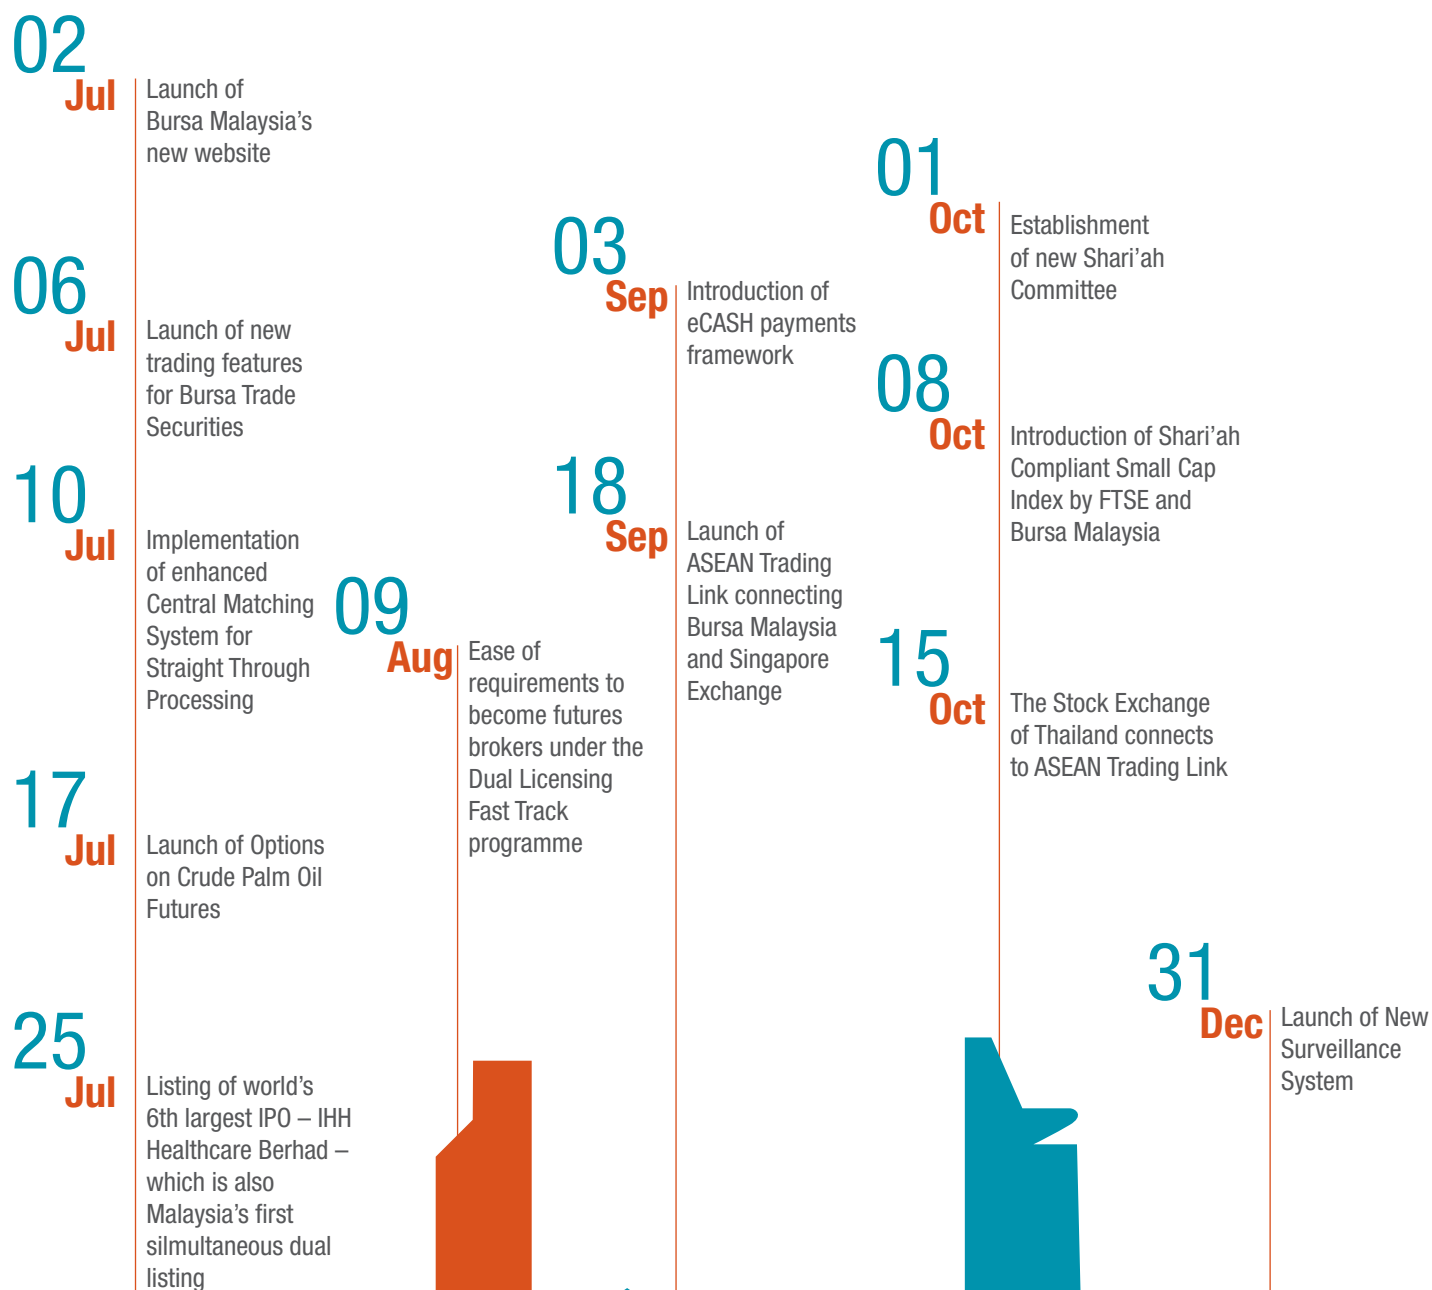 02
Jul
Launch of
Bursa Malaysia’s
new website
06
Jul
Launch of new
trading features
for Bursa Trade
Securities
10
Jul
Implementation
of enhanced
Central Matching
System for
Straight Through
Processing
17
Jul
Launch of Options
on Crude Palm Oil
Futures
25
Jul
Listing of world’s
6th largest IPO – IHH
Healthcare Berhad –
which is also
Malaysia’s first
silmultaneous dual
listing
09
Aug
Ease of
requirements to
become futures
brokers under the
Dual Licensing
Fast Track
programme
03
Sep
Introduction of
eCASH payments
framework
18
Sep
Launch of
ASEAN Trading
Link connecting
Bursa Malaysia
and Singapore
Exchange
01
Oct
Establishment
of new Shari’ah
Committee
08
Oct
Introduction of Shari’ah
Compliant Small Cap
Index by FTSE and
Bursa Malaysia
15
Oct
The Stock Exchange
of Thailand connects
to ASEAN Trading Link
31
Dec
Launch of New
Surveillance
System